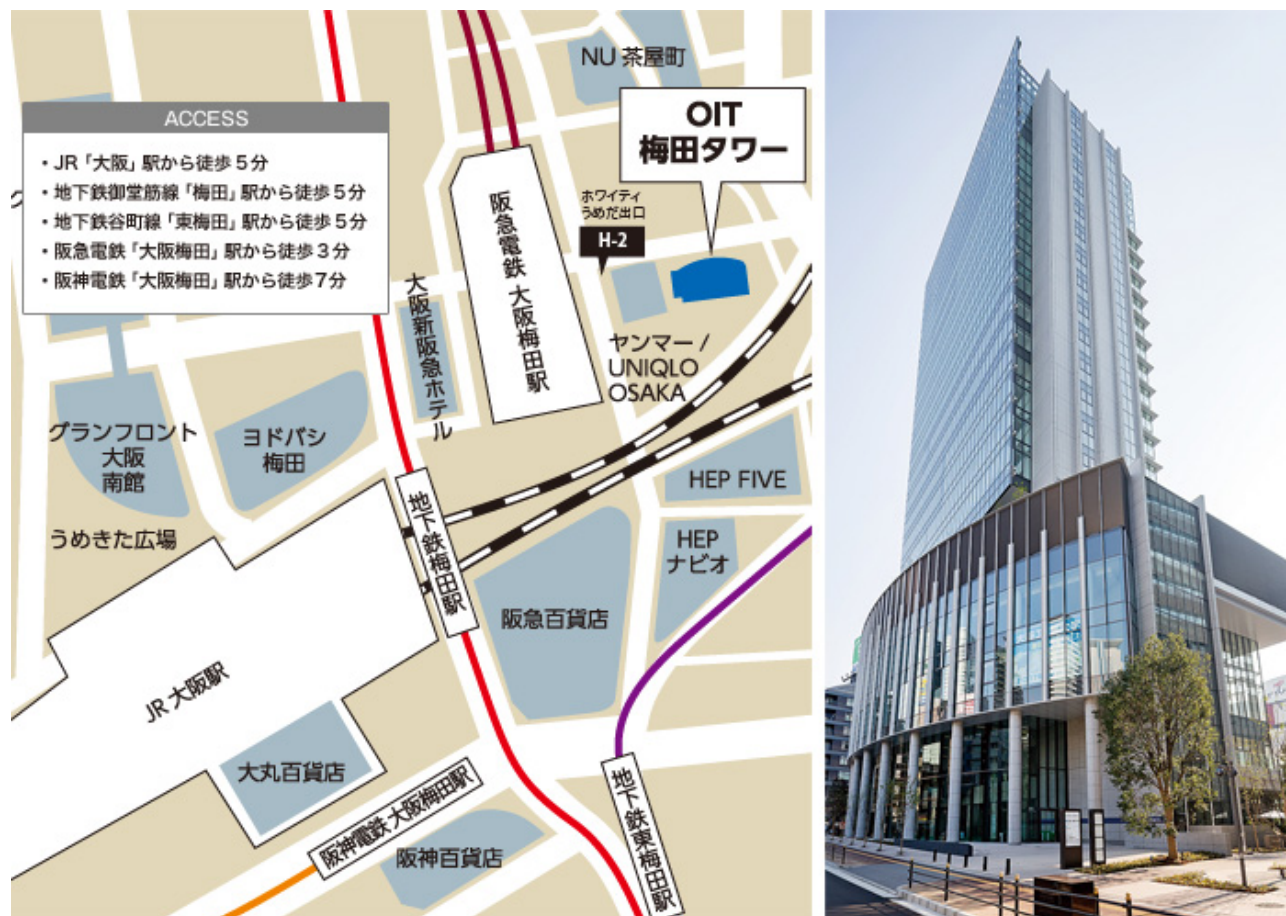 NU 茶屋町
OIT
梅田タワー
ACCESS
・JR「大阪」駅から徒歩5分
・地下鉄御堂筋線「梅田」駅から徒歩5分
・地下鉄谷町線「東梅田」駅から徒歩5分
・阪急電鉄「大阪梅田」駅から徒歩3分
・阪神電鉄「大阪梅田」駅から徒歩7分
ホワイティ
うめだ出口
H-2
阪急電鉄 大阪梅田駅
大阪新阪急ホテル
ヤンマー /
UNIQLO
OSAKA
グランフロント
大阪
南館
ヨドバシ
梅田
うめきた広場
地下鉄梅田駅
HEP FIVE
HEP
ナビオ
阪急百貨店
JR 大阪駅
大丸百貨店
阪神電鉄 大阪梅田駅
阪神百貨店
地下鉄東梅田駅